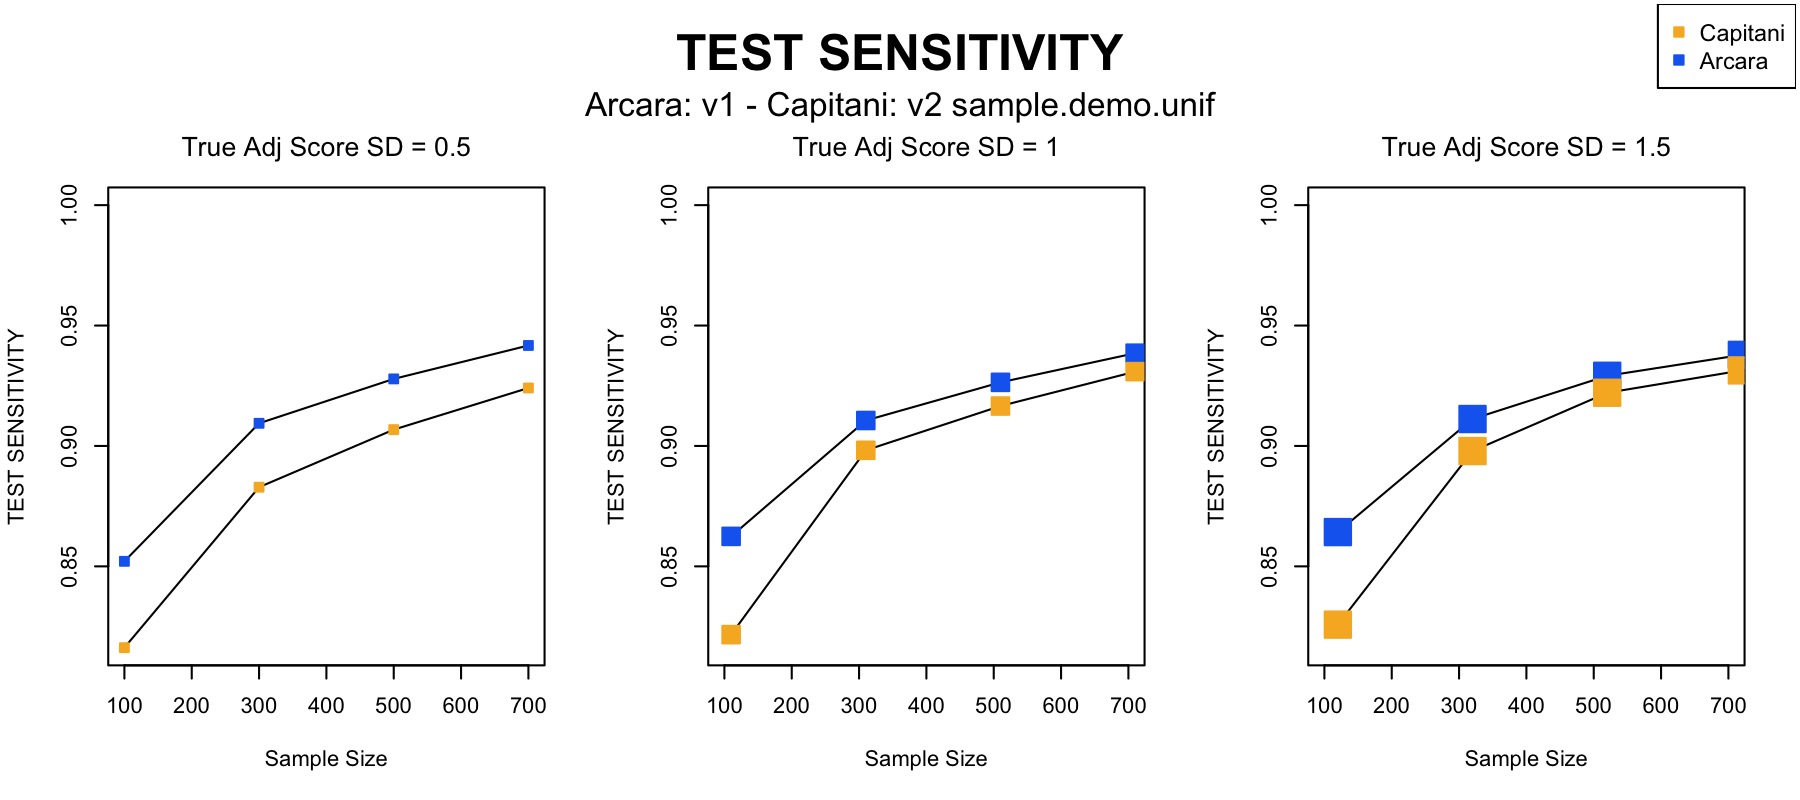 TEST SENSITIVITY
Arcara: v1 - Capitani: v2 sample.demo.unif
Capitani
Arcara
True Adj Score SD = 0.5
TEST SENSITIVITY
1.00
0.95
0.90
0.85
100 200 300 400 500 600 700
Sample Size
True Adj Score SD = 1
TEST SENSITIVITY
1.00
0.95
0.90
0.85
100 200 300 400 500 600 700
Sample Size
True Adj Score SD = 1.5
TEST SENSITIVITY
1.00
0.95
0.90
0.85
100 200 300 400 500 600 700
Sample Size